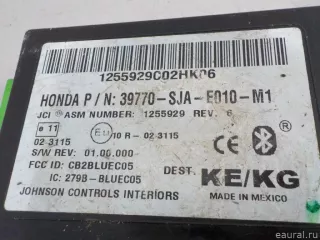 1255929C02HK06
HONDA P/N: 39770-SJA-E010-M1
JCI ASM NUMBER: 1255929 REV. 6
e 11
02-3115
E11
10 R - 02 3115
S/W REV: 01.00.000
FCC ID: CB2BLUEC05
IC: 279B-BLUEC05
DEST. KE/KG
JOHNSON CONTROLS INTERIORS
MADE IN MEXICO
eaural.ru